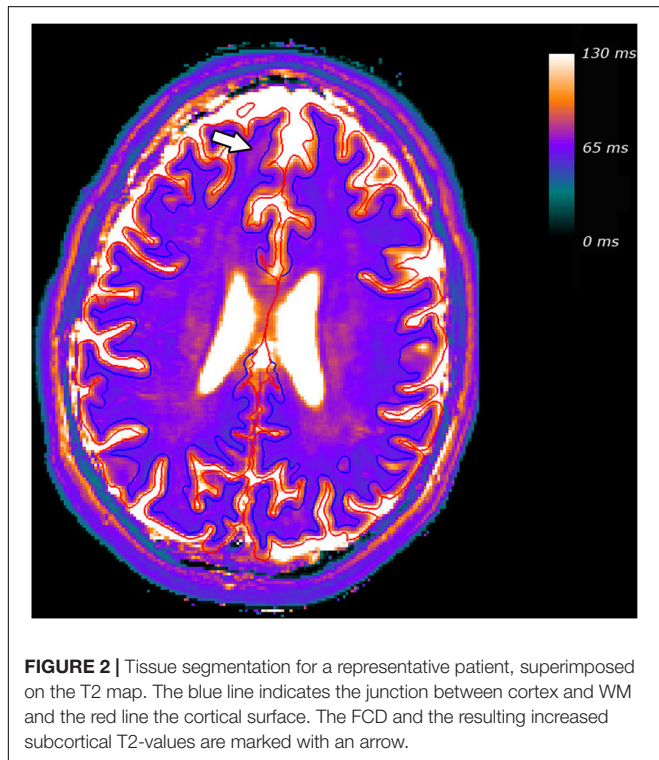 130 ms
65 ms
0 ms
FIGURE 2 | Tissue segmentation for a representative patient, superimposed
on the T2 map. The blue line indicates the junction between cortex and WM
and the red line the cortical surface. The FCD and the resulting increased
subcortical T2-values are marked with an arrow.